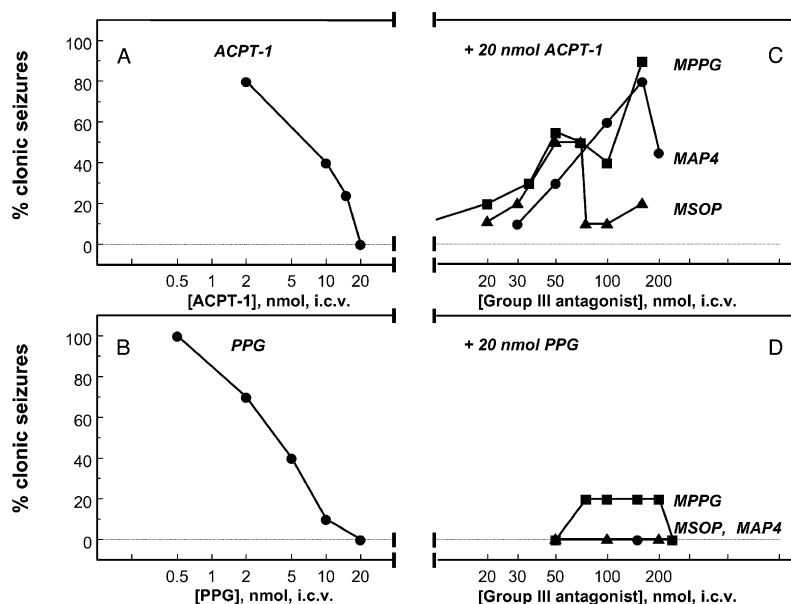 A
ACPT-1
% clonic seizures
100
80
60
40
20
0
0.5 1 2 5 10 20
[ACPT-1], nmol, i.c.v.
+ 20 nmol ACPT-1
C
MPPG
MAP4
MSOP
20 30 50 100 200
[Group III antagonist], nmol, i.c.v.
B
PPG
% clonic seizures
100
80
60
40
20
0
0.5 1 2 5 10 20
[PPG], nmol, i.c.v.
+ 20 nmol PPG
D
MPPG
MSOP, MAP4
20 30 50 100 200
[Group III antagonist], nmol, i.c.v.